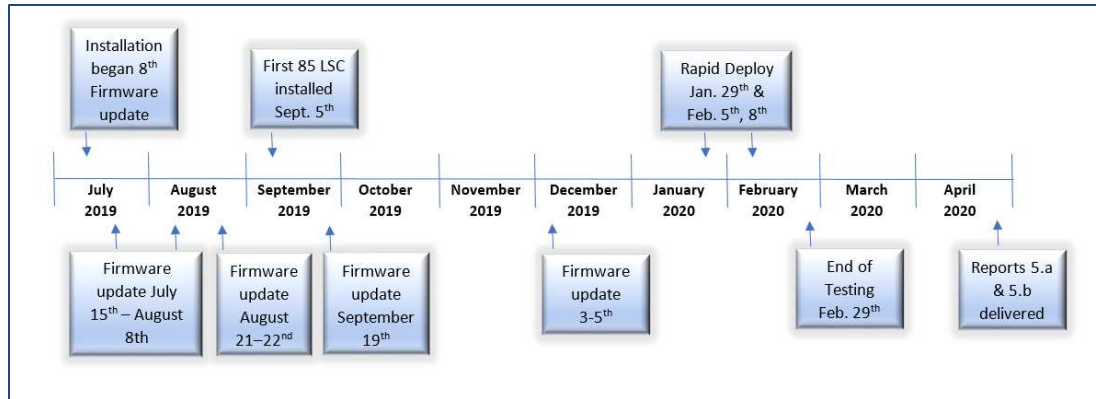 Installation
began 8th
Firmware
update
First 85 LSC
installed
Sept. 5th
Rapid Deploy
Jan. 29th &
Feb. 5th, 8th
July
2019
August
2019
September
2019
October
2019
November
2019
December
2019
January
2020
February
2020
March
2020
April
2020
Firmware
update July
15th – August
8th
Firmware
update
August
21–22nd
Firmware
update
September
19th
Firmware
update
3-5th
End of
Testing
Feb. 29th
Reports 5.a
& 5.b
delivered